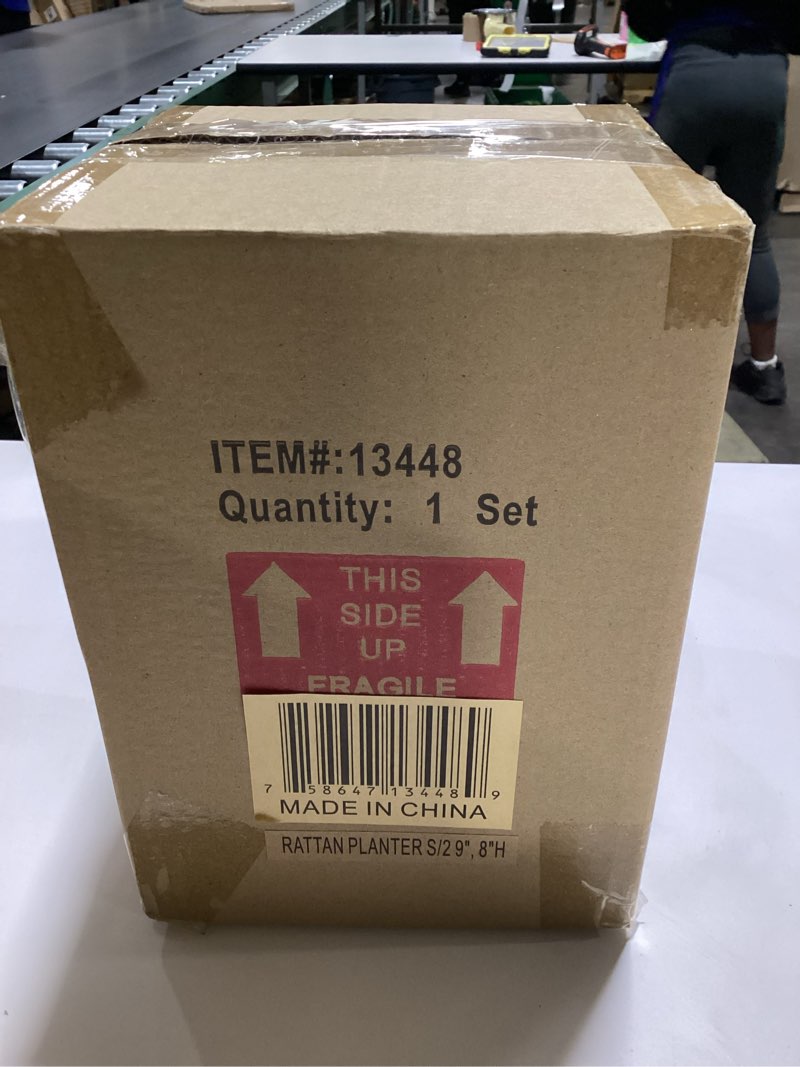 ITEM#:13448
Quantity: 1 Set
THIS
SIDE
UP
FRAGILE
7 58647 13448 9
MADE IN CHINA
RATTAN PLANTER S/2 9", 8"H